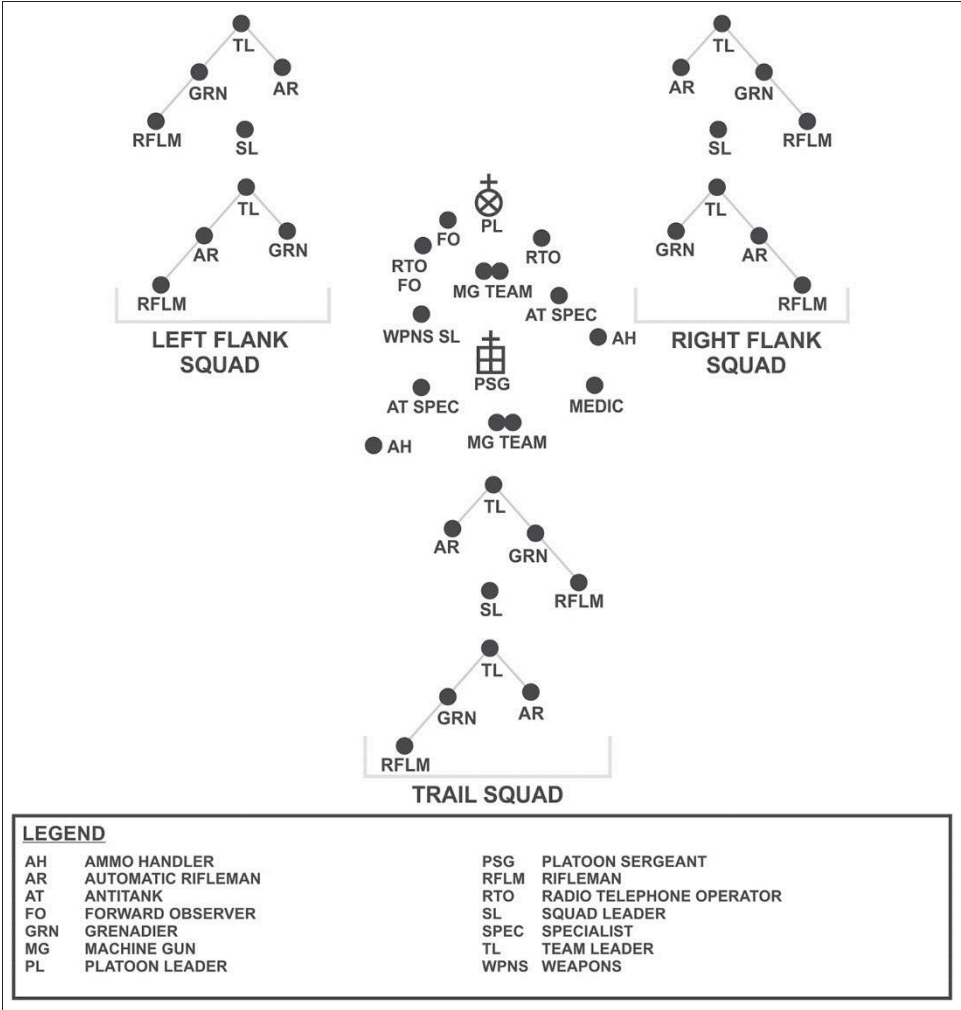 TL
TL
AR
AR
GRN
GRN
RFLM
RFLM
SL
SL
TL
TL
PL
FO
RTO
AR
GRN
GRN
AR
RTO
FO
MG TEAM
AT SPEC
RFLM
RFLM
WPNS SL
AH
LEFT FLANK
SQUAD
RIGHT FLANK
SQUAD
PSG
AT SPEC
MEDIC
MG TEAM
AH
TL
AR
GRN
RFLM
SL
TL
GRN
AR
RFLM
TRAIL SQUAD
LEGEND
AH AMMO HANDLER
AR AUTOMATIC RIFLEMAN
AT ANTITANK
FO FORWARD OBSERVER
GRN GRENADIER
MG MACHINE GUN
PL PLATOON LEADER
PSG PLATOON SERGEANT
RFLM RIFLEMAN
RTO RADIO TELEPHONE OPERATOR
SL SQUAD LEADER
SPEC SPECIALIST
TL TEAM LEADER
WPNS WEAPONS